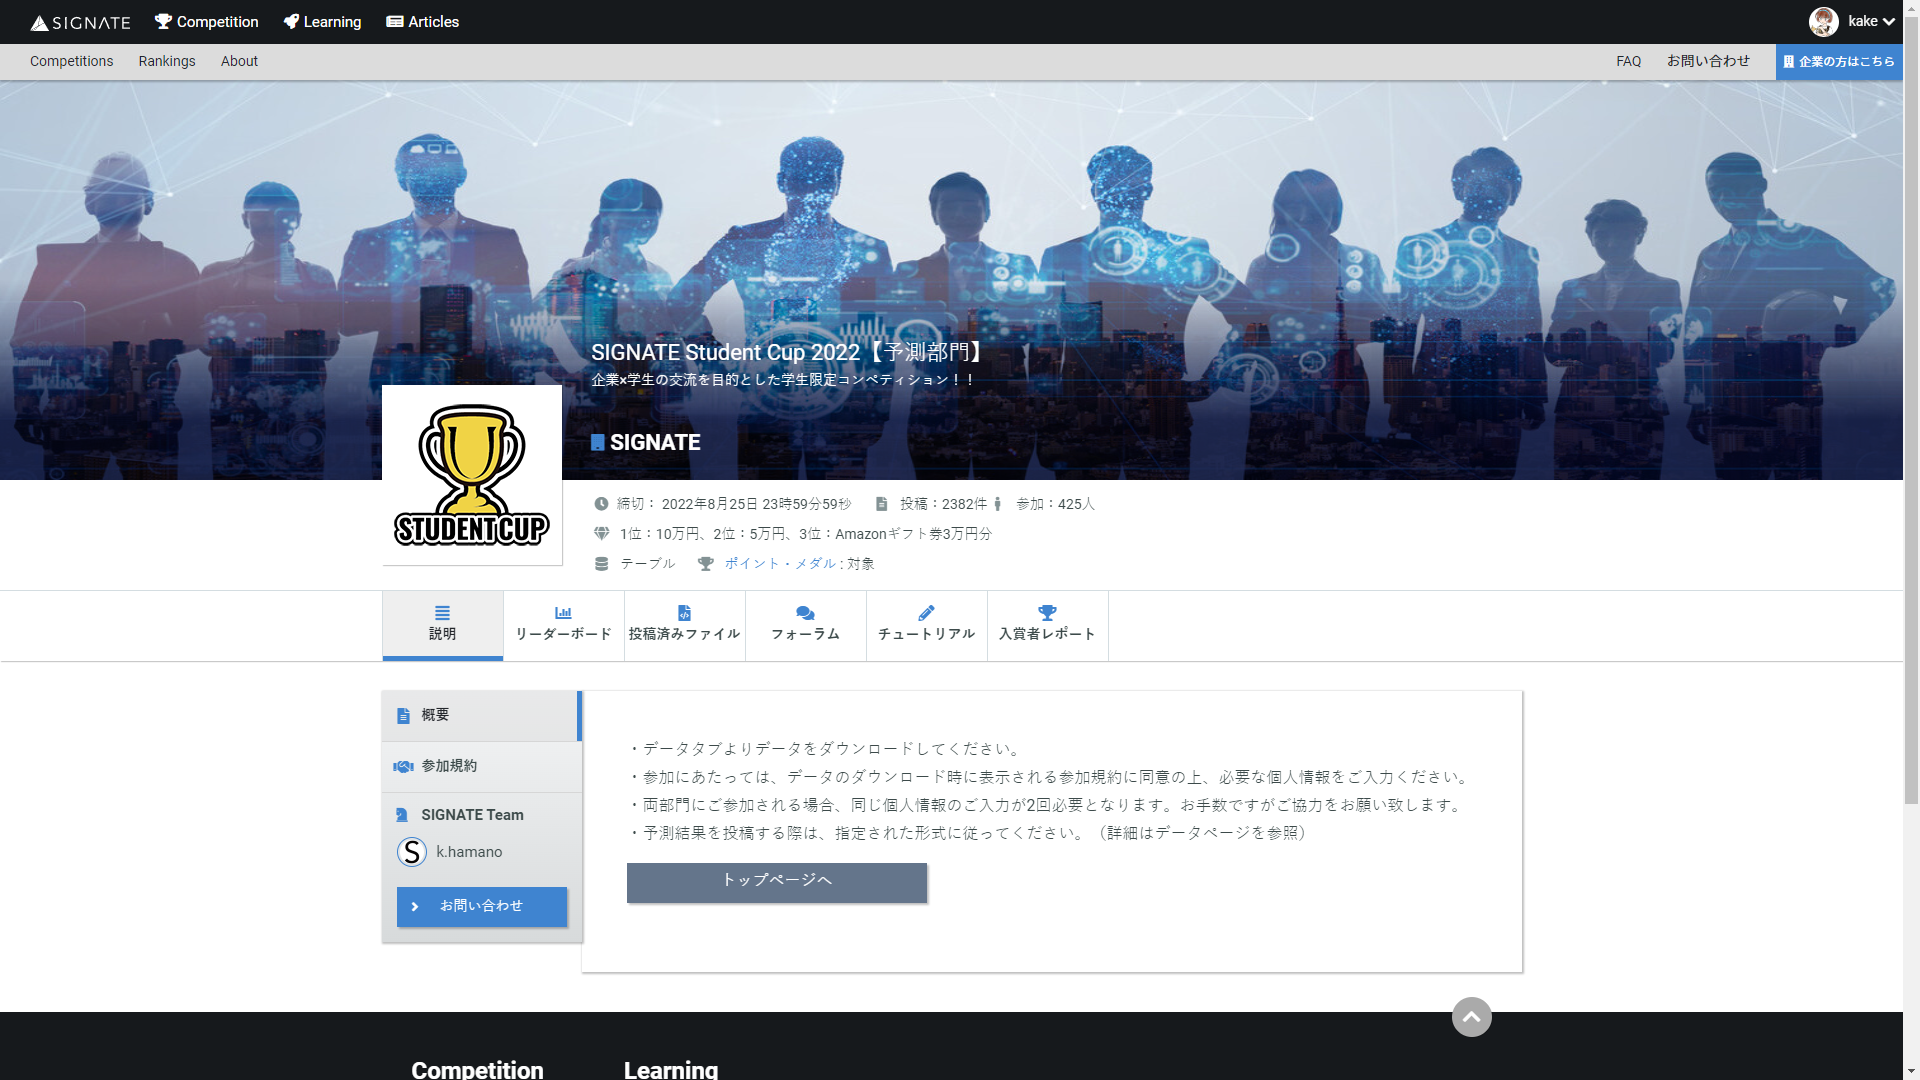 SIGNATE Competition Learning Articles kake
Competitions Rankings About FAQ お問い合わせ 企業の方はこちら
SIGNATE Student Cup 2022【予測部門】
企業×学生の交流を目的とした学生限定コンペティション！！
SIGNATE
STUDENTCUP
締切： 2022年8月25日 23時59分59秒 投稿：2382件 参加：425人
1位：10万円、2位：5万円、3位：Amazonギフト券3万円分
テーブル ポイント・メダル : 対象
説明 リーダーボード 投稿済みファイル フォーラム チュートリアル 入賞者レポート
概要
参加規約
SIGNATE Team
S k.hamano
お問い合わせ
・データタブよりデータをダウンロードしてください。
・参加にあたっては、データのダウンロード時に表示される参加規約に同意の上、必要な個人情報をご入力ください。
・両部門にご参加される場合、同じ個人情報のご入力が2回必要となります。お手数ですがご協力をお願い致します。
・予測結果を投稿する際は、指定された形式に従ってください。（詳細はデータページを参照）
トップページへ
Competition Learning